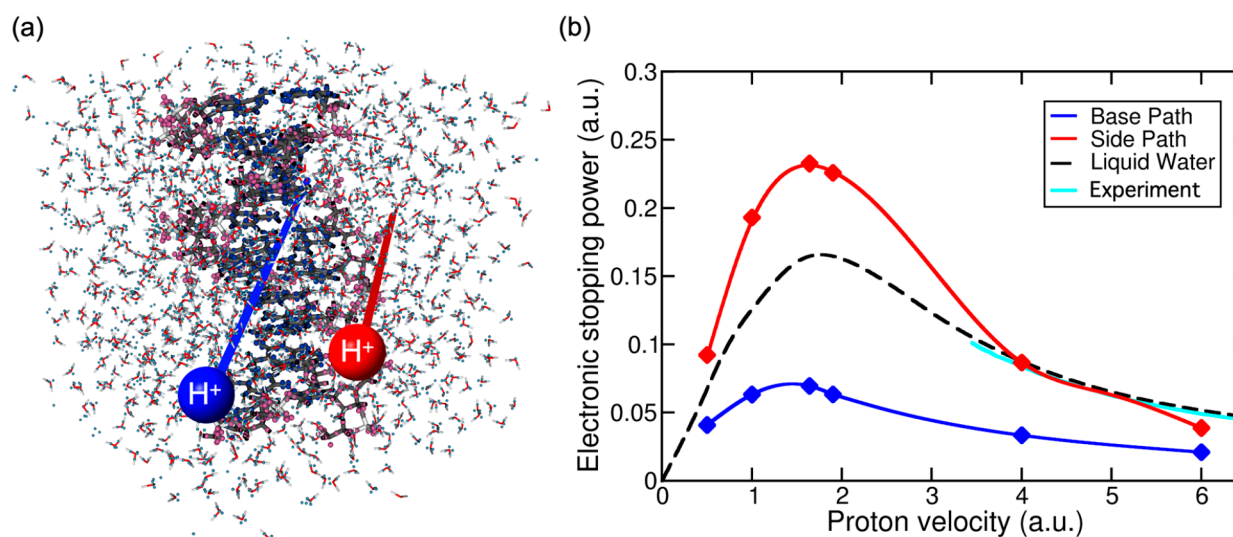 (a)
H+
H+
(b)
Electronic stopping power (a.u.)
0.3
0.25
0.2
0.15
0.1
0.05
0
Base Path
Side Path
Liquid Water
Experiment
0 1 2 3 4 5 6
Proton velocity (a.u.)